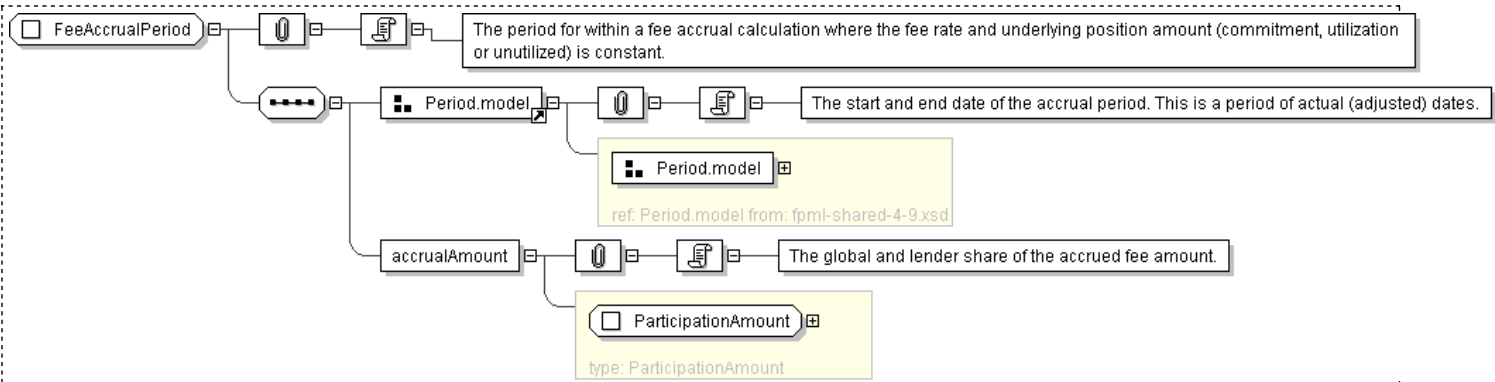 FeeAccrualPeriod
The period for within a fee accrual calculation where the fee rate and underlying position amount (commitment, utilization
or unutilized) is constant.
Period.model
The start and end date of the accrual period. This is a period of actual (adjusted) dates.
Period.model
ref: Period.model from: fpml-shared-4-9.xsd
accrualAmount
The global and lender share of the accrued fee amount.
ParticipationAmount
type: ParticipationAmount